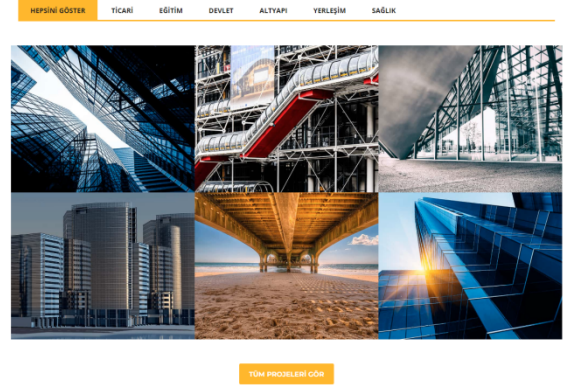 HEPSİNİ GÖSTER TİCARİ EĞİTİM DEVLET ALTYAPI YERLEŞİM SAĞLIK
TÜM PROJELERİ GÖR